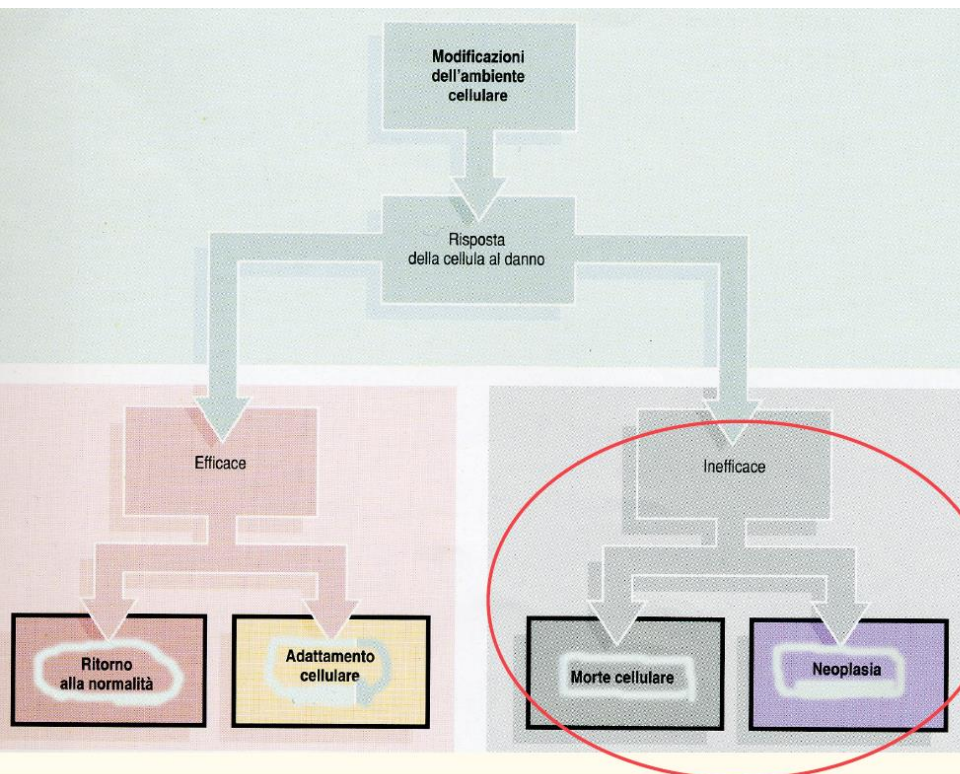 Modificazioni
dell'ambiente
cellulare
Risposta
della cellula al danno
Efficace
Inefficace
Ritorno
alla normalità
Adattamento
cellulare
Morte cellulare
Neoplasia